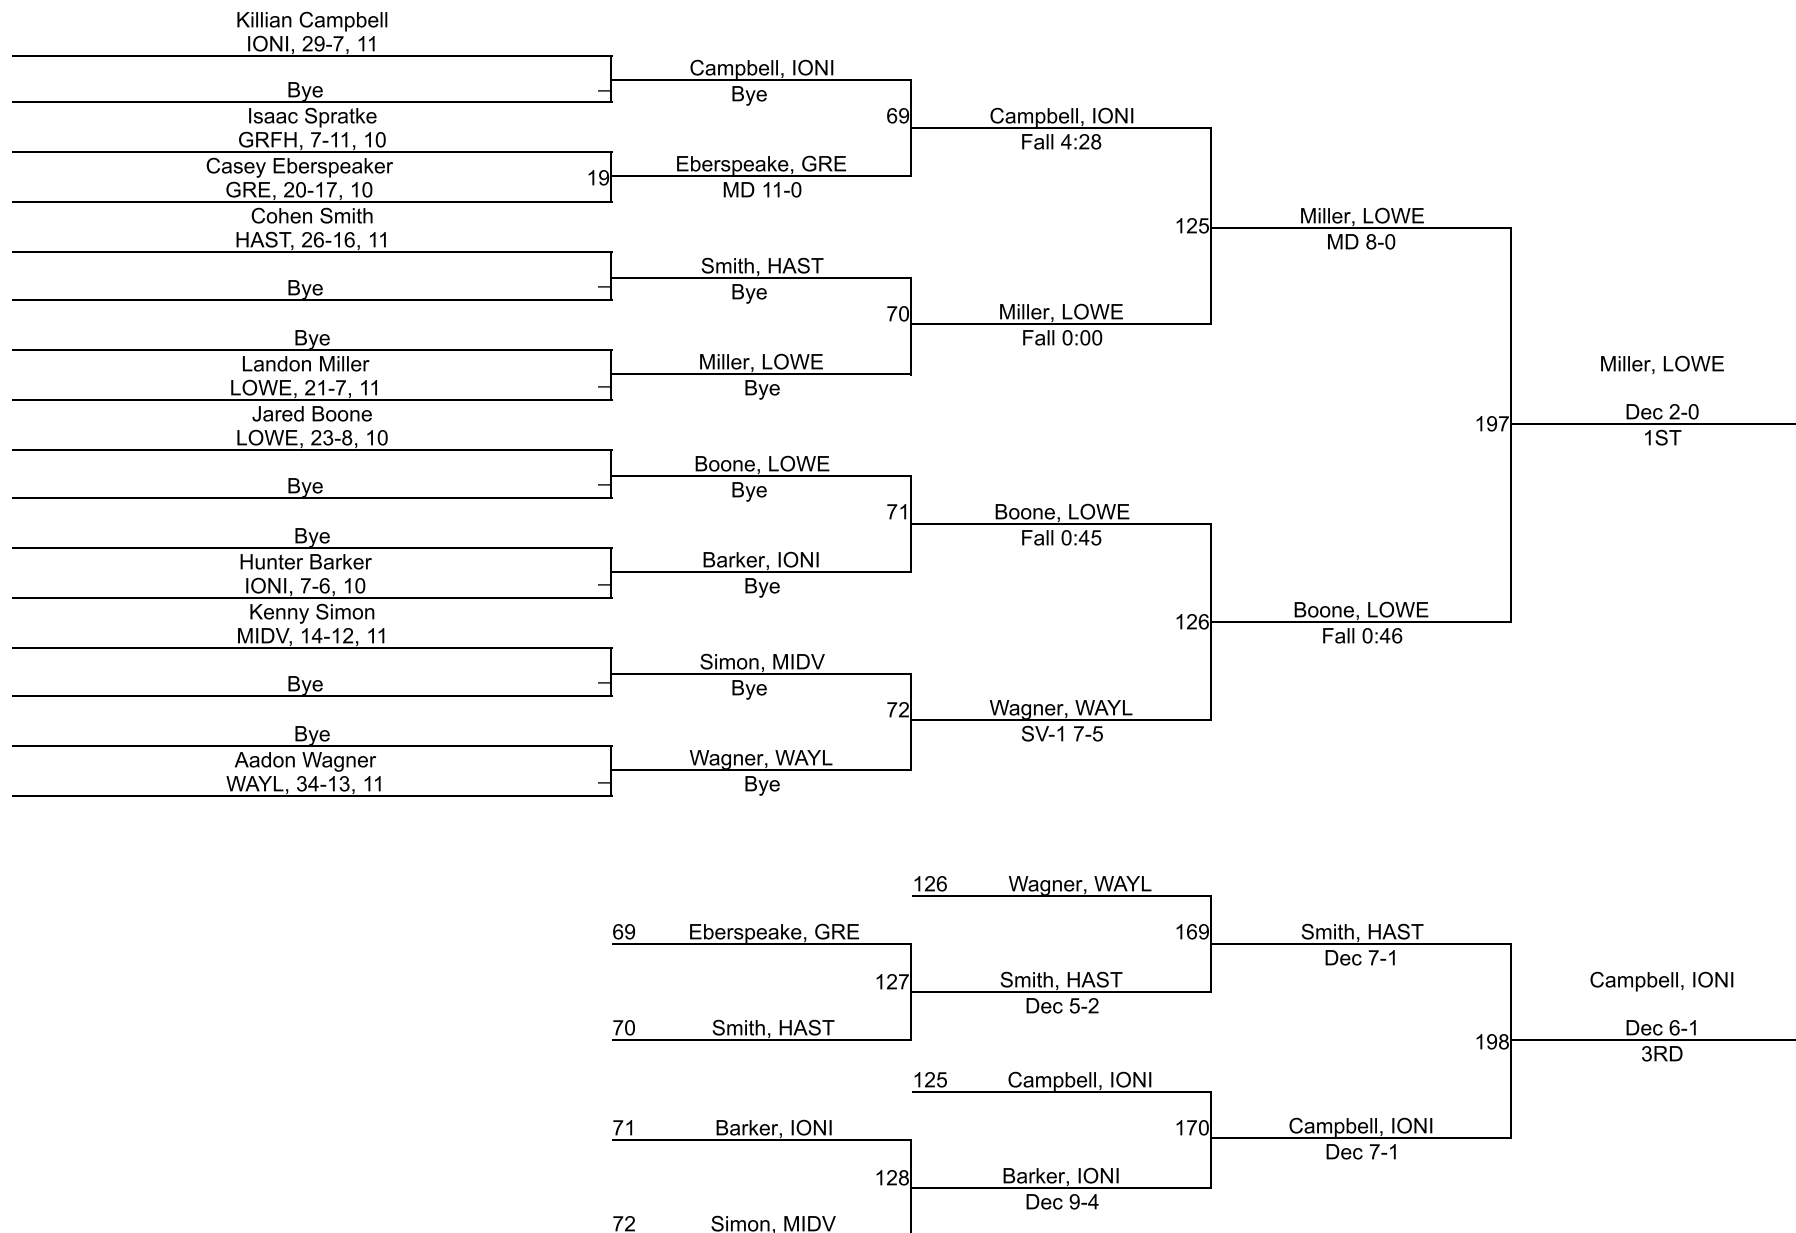 Killian Campbell
IONI, 29-7, 11
Bye
Isaac Spratke
GRFH, 7-11, 10
Casey Eberspeaker
GRE, 20-17, 10
19
Cohen Smith
HAST, 26-16, 11
Bye
Bye
Landon Miller
LOWE, 21-7, 11
Jared Boone
LOWE, 23-8, 10
Bye
Bye
Hunter Barker
IONI, 7-6, 10
Kenny Simon
MIDV, 14-12, 11
Bye
Bye
Aadon Wagner
WAYL, 34-13, 11
Campbell, IONI
Bye
69
Eberspeake, GRE
MD 11-0
Smith, HAST
Bye
70
Miller, LOWE
Bye
Boone, LOWE
Bye
71
Barker, IONI
Bye
Simon, MIDV
Bye
72
Wagner, WAYL
Bye
Campbell, IONI
Fall 4:28
125
Miller, LOWE
Fall 0:00
Boone, LOWE
Fall 0:45
126
Wagner, WAYL
SV-1 7-5
Miller, LOWE
MD 8-0
197
Boone, LOWE
Fall 0:46
Miller, LOWE
Dec 2-0
1ST
126 Wagner, WAYL
69 Eberspeake, GRE
169
127
Smith, HAST
Dec 5-2
70 Smith, HAST
Smith, HAST
Dec 7-1
125 Campbell, IONI
71 Barker, IONI
170
128
Barker, IONI
Dec 9-4
72 Simon, MIDV
Campbell, IONI
Dec 7-1
198
Campbell, IONI
Dec 6-1
3RD